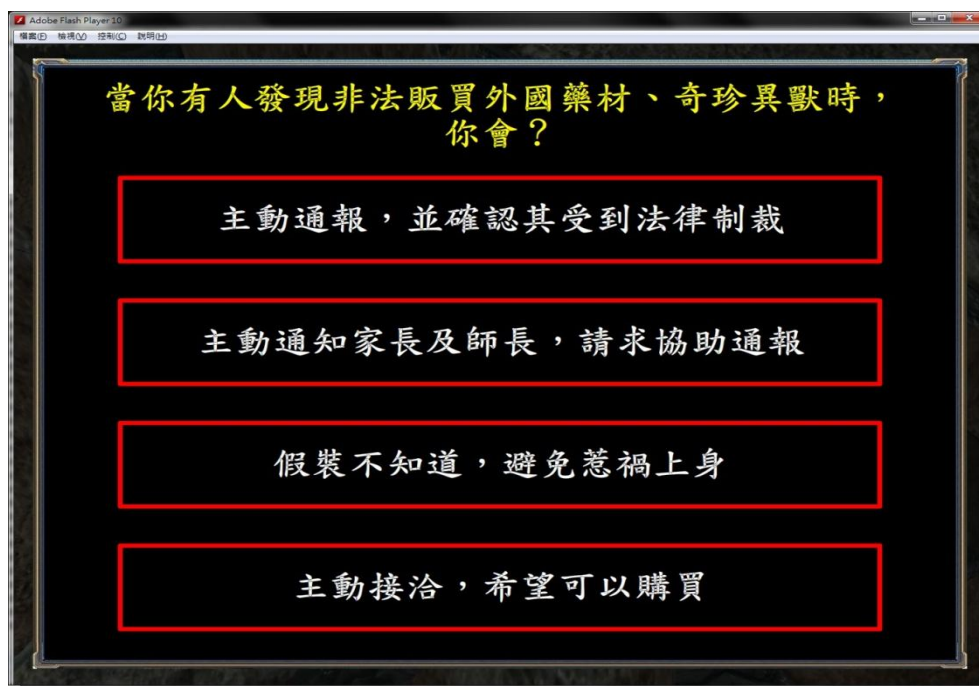 Adobe Flash Player 10
檔案(F) 檢視(V) 控制(C) 說明(H)
當你有人發現非法販買外國藥材、奇珍異獸時，
你會？
主動通報，並確認其受到法律制裁
主動通知家長及師長，請求協助通報
假裝不知道，避免惹禍上身
主動接洽，希望可以購買